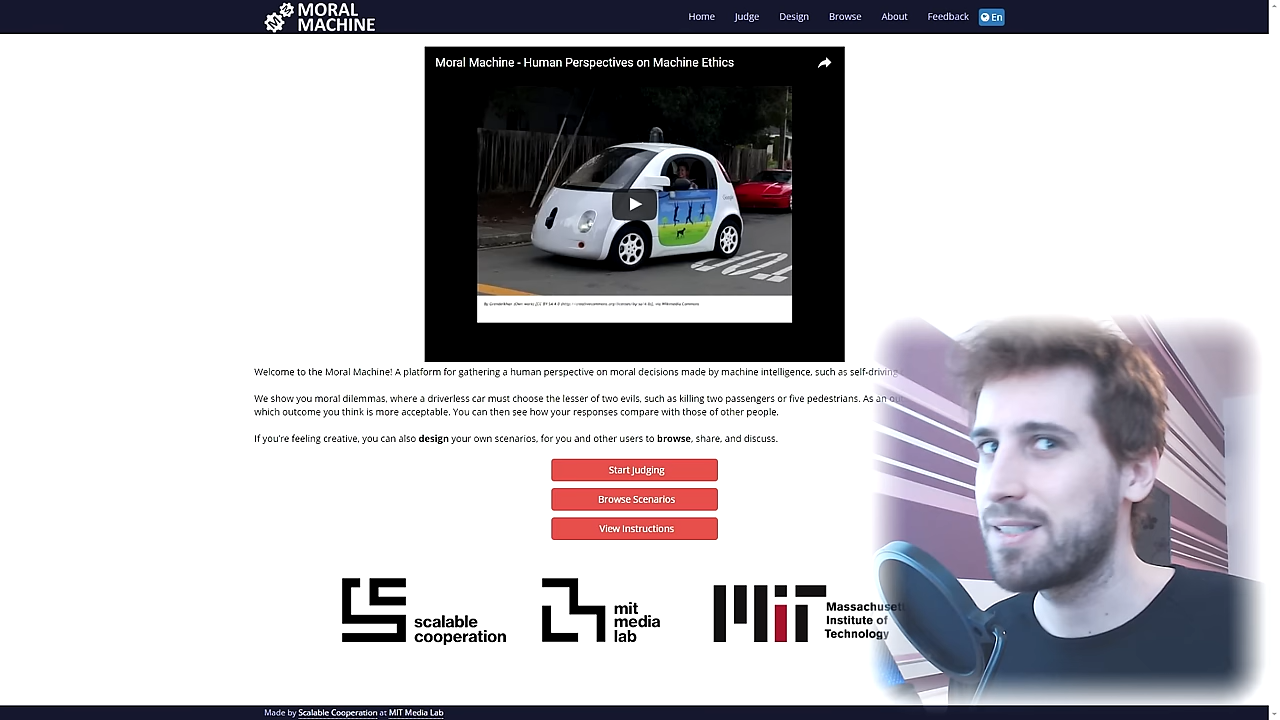 MORAL
MACHINE
Home Judge Design Browse About Feedback En
Moral Machine - Human Perspectives on Machine Ethics
Google
STOP
Welcome to the Moral Machine! A platform for gathering a human perspective on moral decisions made by machine intelligence, such as self-driving
We show you moral dilemmas, where a driverless car must choose the lesser of two evils, such as killing two passengers or five pedestrians. As an
which outcome you think is more acceptable. You can then see how your responses compare with those of other people.
If you're feeling creative, you can also design your own scenarios, for you and other users to browse, share, and discuss.
Start Judging
Browse Scenarios
View Instructions
scalable
cooperation
mit
media
lab
MIT
Massachuset
Institute of
Technology
Made by Scalable Cooperation at MIT Media Lab